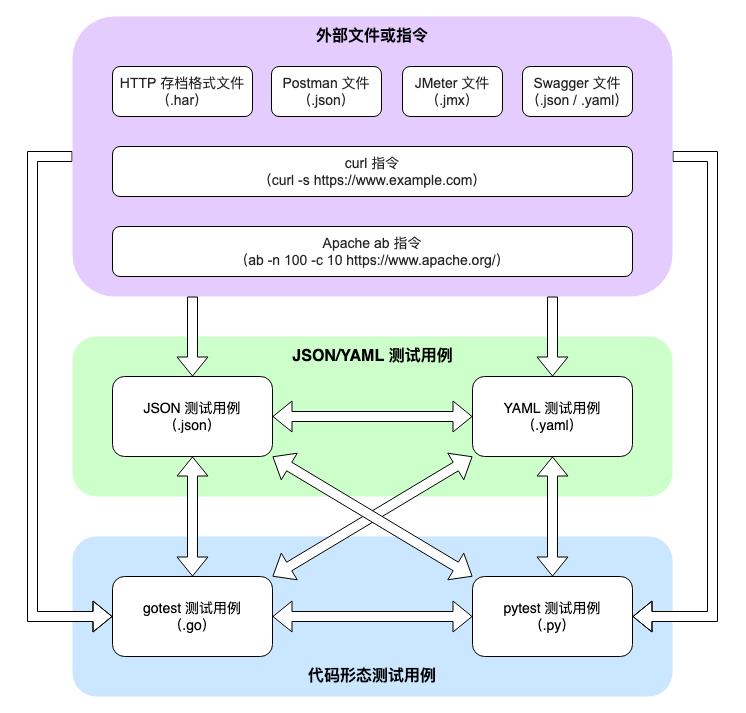 外部文件或指令
HTTP 存档格式文件
(.har)
Postman 文件
(.json)
JMeter 文件
(.jmx)
Swagger 文件
(.json / .yaml)
curl 指令
(curl -s https://www.example.com)
Apache ab 指令
(ab -n 100 -c 10 https://www.apache.org/)
JSON/YAML 测试用例
JSON 测试用例
(.json)
YAML 测试用例
(.yaml)
gotest 测试用例
(.go)
pytest 测试用例
(.py)
代码形态测试用例